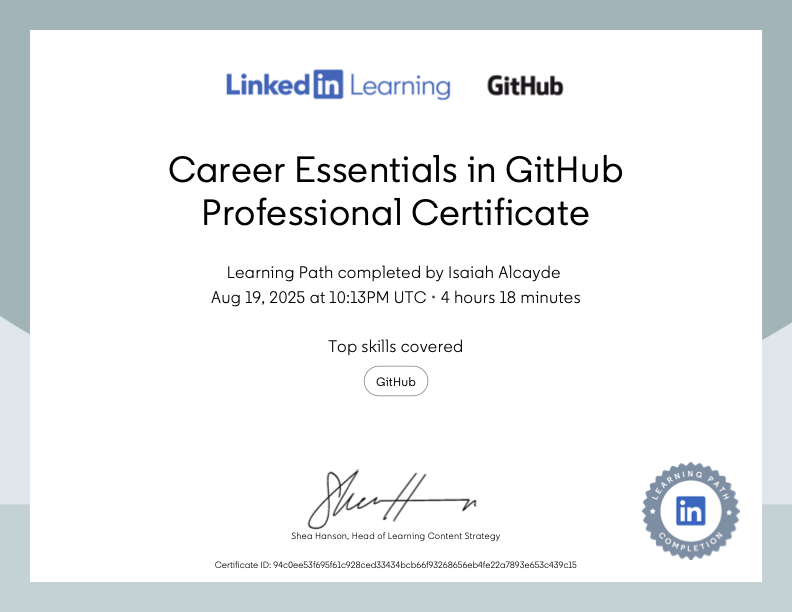 Linked in Learning GitHub
Career Essentials in GitHub
Professional Certificate
Learning Path completed by Isaiah Alcayde
Aug 19, 2025 at 10:13PM UTC • 4 hours 18 minutes
Top skills covered
GitHub
Shea Hanson, Head of Learning Content Strategy
LEARNING PATH
in
COMPLETION
Certificate ID: 94c0ee53f695f61c928ced33434bcb66f93268656eb4fe22a7893e653c439c15